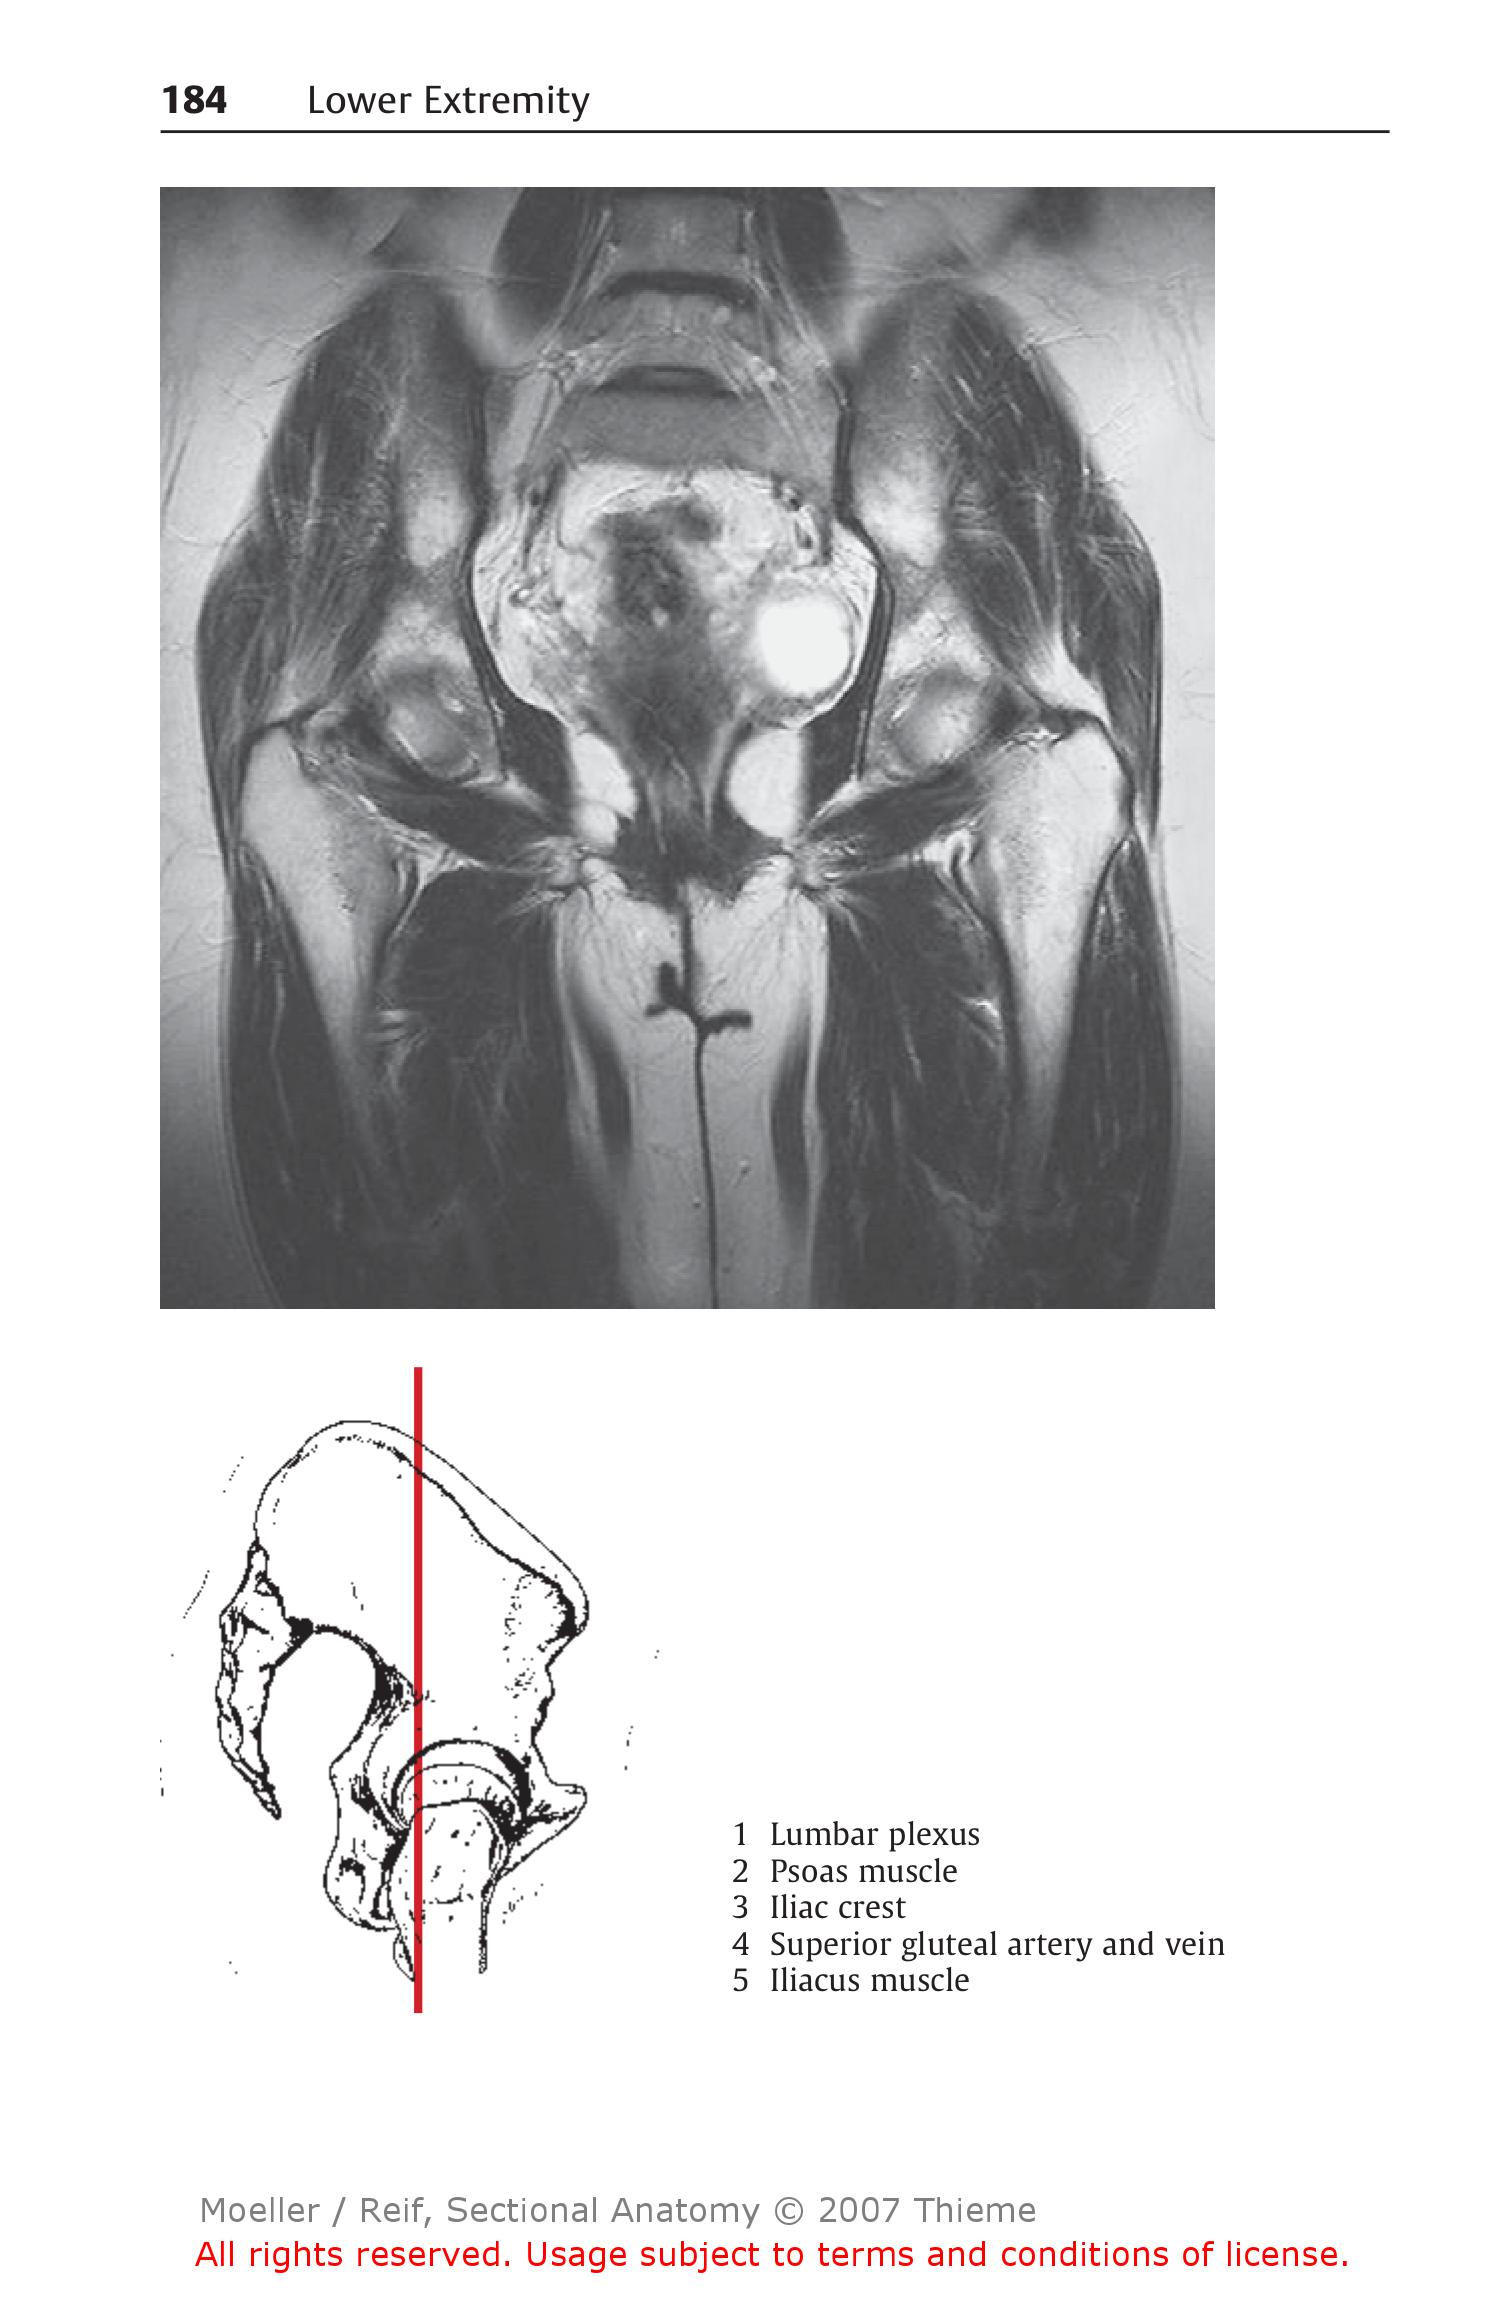 184 Lower Extremity
1 Lumbar plexus
2 Psoas muscle
3 Iliac crest
4 Superior gluteal artery and vein
5 Iliacus muscle
Moeller / Reif, Sectional Anatomy © 2007 Thieme
All rights reserved. Usage subject to terms and conditions of license.